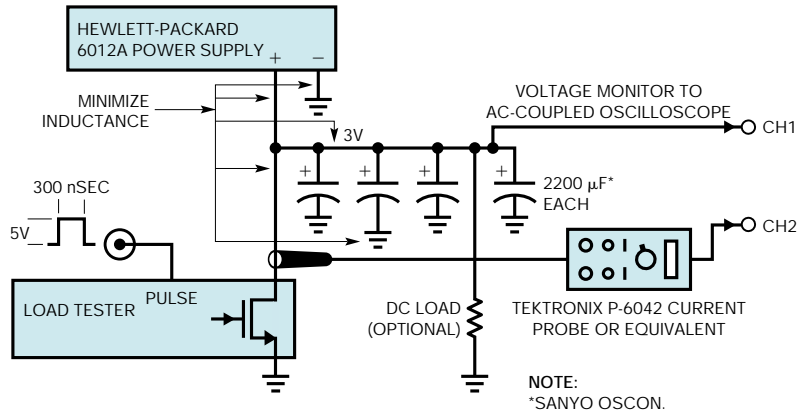 HEWLETT-PACKARD
6012A POWER SUPPLY
+
−
MINIMIZE
INDUCTANCE
VOLTAGE MONITOR TO
AC-COUPLED OSCILLOSCOPE
CH1
3V
+
+
+
+
2200 µF*
EACH
300 nSEC
5V
CH2
LOAD TESTER
PULSE
DC LOAD
(OPTIONAL)
TEKTRONIX P-6042 CURRENT
PROBE OR EQUIVALENT
NOTE:
*SANYO OSCON.